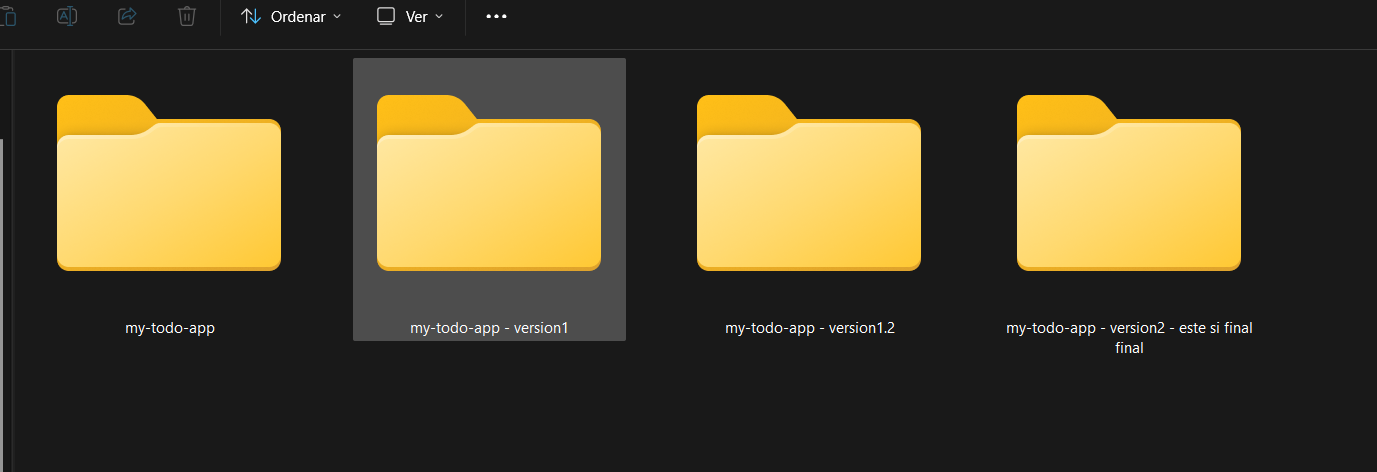 Ordenar
Ver
my-todo-app
my-todo-app - version1
my-todo-app - version1.2
my-todo-app - version2 - este si final
final